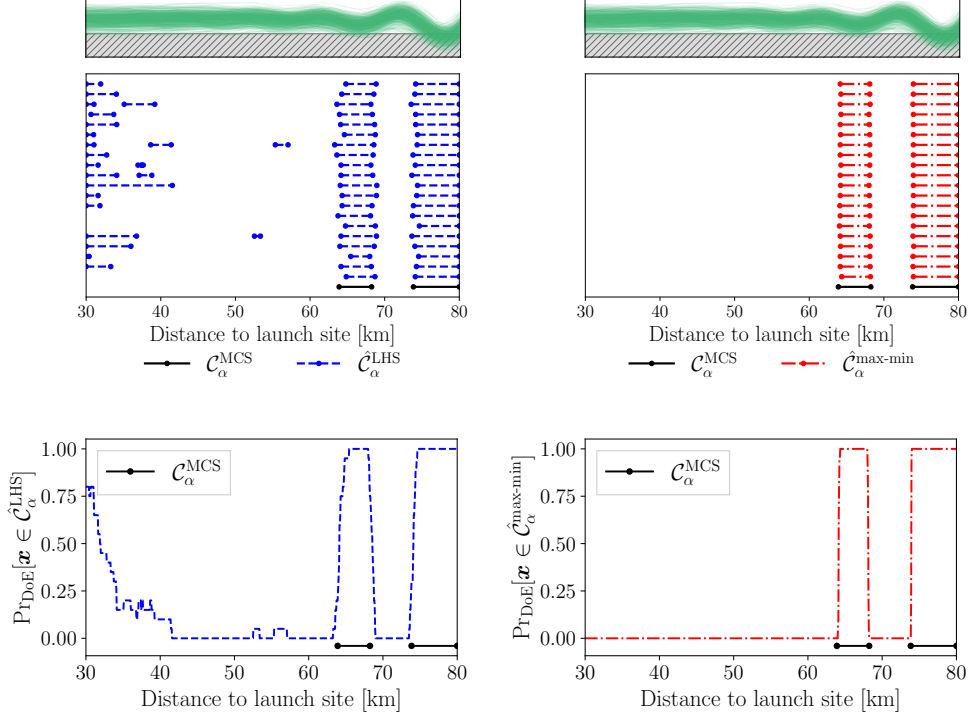 30 40 50 60 70 80
Distance to launch site [km]
𝒞_α^MCS 𝒞̂_α^LHS
30 40 50 60 70 80
Distance to launch site [km]
𝒞_α^MCS 𝒞̂_α^max-min
Pr_DoE[𝒙 ∈ 𝒞̂_α^LHS]
1.00
0.75
0.50
0.25
0.00
𝒞_α^MCS
30 40 50 60 70 80
Distance to launch site [km]
Pr_DoE[𝒙 ∈ 𝒞̂_α^max-min]
1.00
0.75
0.50
0.25
0.00
𝒞_α^MCS
30 40 50 60 70 80
Distance to launch site [km]